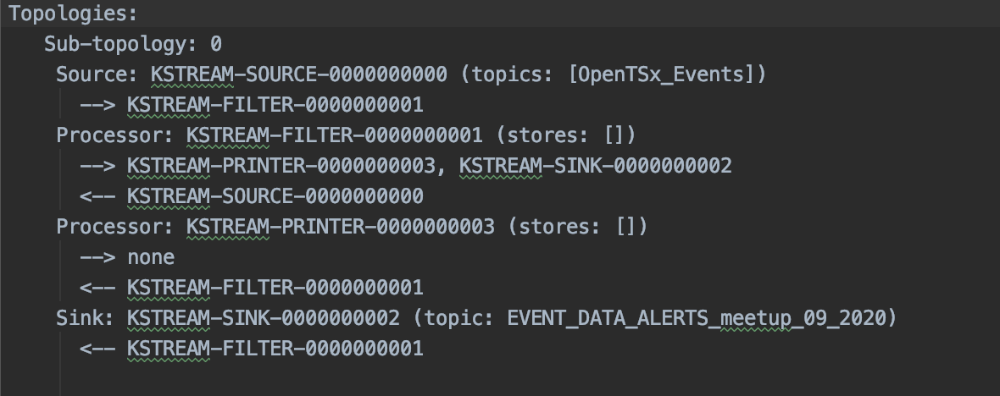 Topologies:
Sub-topology: 0
Source: KSTREAM-SOURCE-0000000000 (topics: [OpenTSx_Events])
--> KSTREAM-FILTER-0000000001
Processor: KSTREAM-FILTER-0000000001 (stores: [])
--> KSTREAM-PRINTER-0000000003, KSTREAM-SINK-0000000002
<-- KSTREAM-SOURCE-0000000000
Processor: KSTREAM-PRINTER-0000000003 (stores: [])
--> none
<-- KSTREAM-FILTER-0000000001
Sink: KSTREAM-SINK-0000000002 (topic: EVENT_DATA_ALERTS_meetup_09_2020)
<-- KSTREAM-FILTER-0000000001